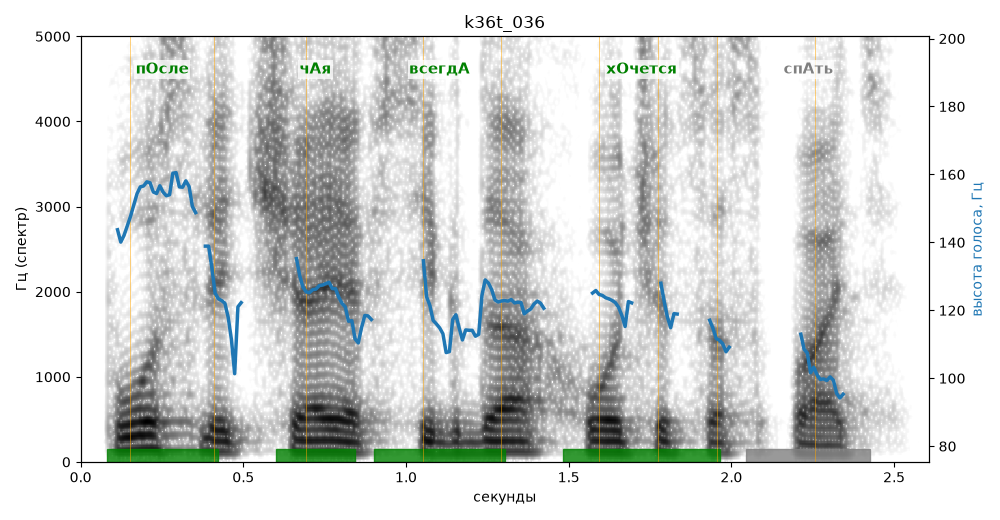 k36t_036
5000
4000
3000
2000
1000
0
Гц (спектр)
пОсле чАя всегдА хОчется спАть
200
180
160
140
120
100
80
высота голоса, Гц
0.0 0.5 1.0 1.5 2.0 2.5
секунды